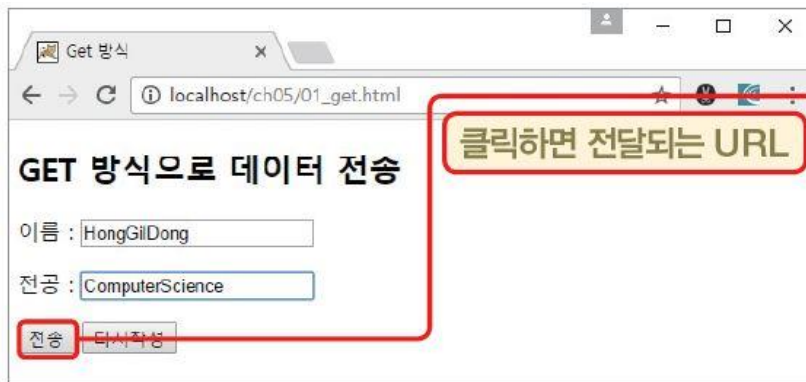 Get 방식
localhost/ch05/01_get.html
클릭하면 전달되는 URL
GET 방식으로 데이터 전송
이름 : HongGilDong
전공 : ComputerScience
전송 다시작성